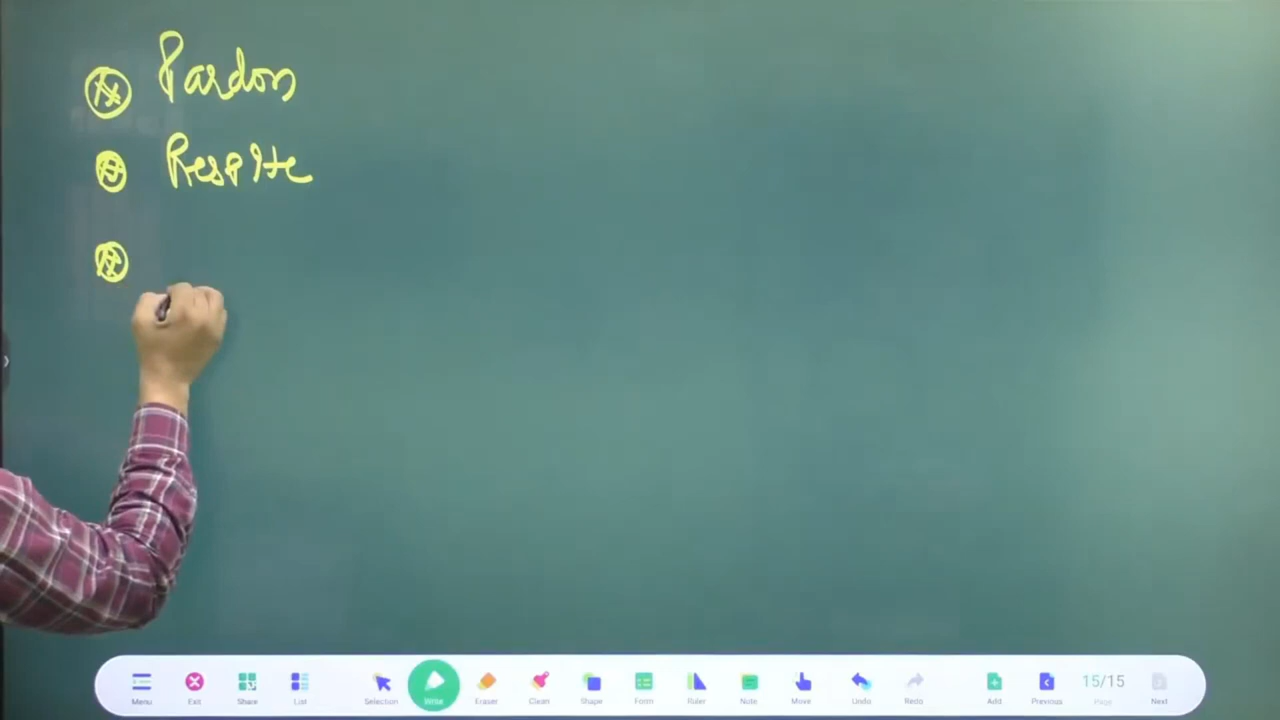 Pardon
Respite
Menu Exit Share List Selection Write Eraser Clean Shape Form Ruler Note Move Undo Redo Add Previous 15/15 Page Next